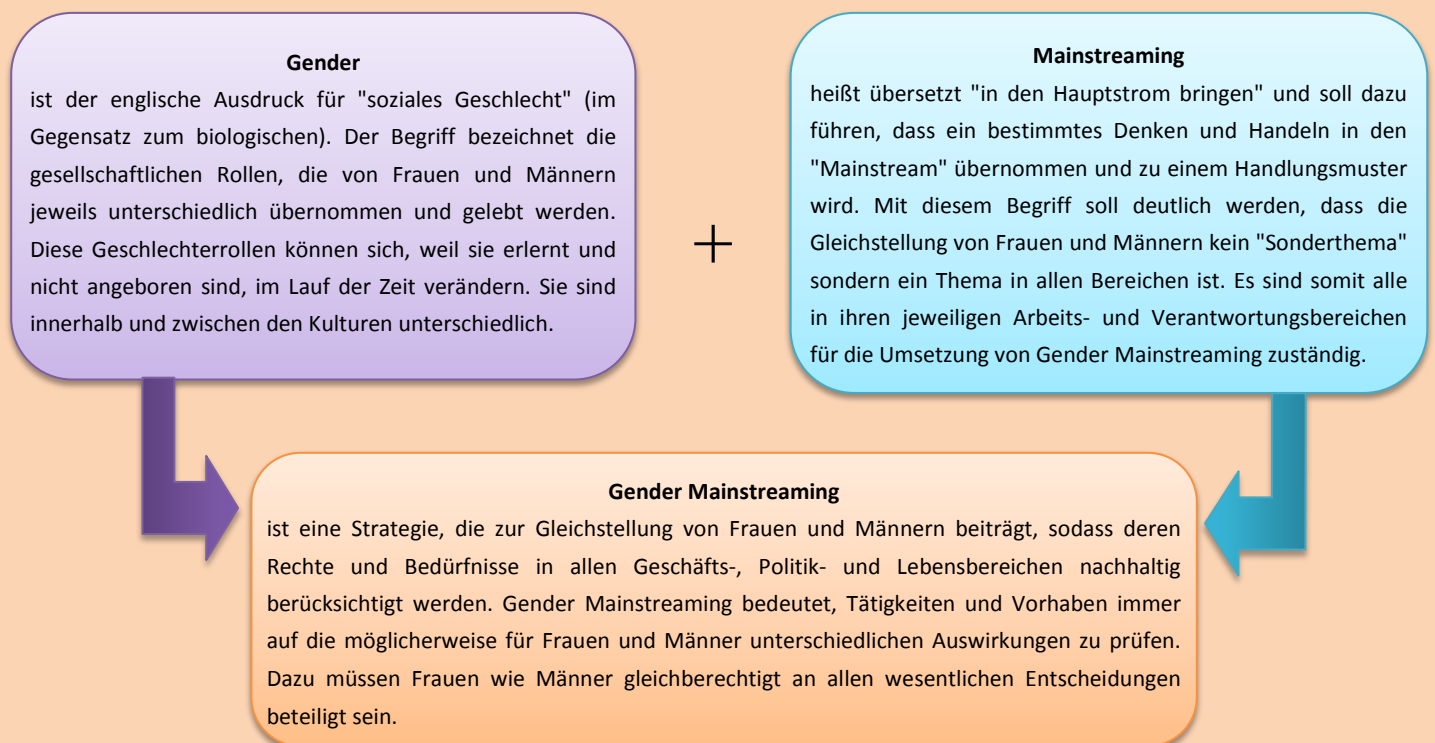 Gender
ist der englische Ausdruck für "soziales Geschlecht" (im
Gegensatz zum biologischen). Der Begriff bezeichnet die
gesellschaftlichen Rollen, die von Frauen und Männern
jeweils unterschiedlich übernommen und gelebt werden.
Diese Geschlechterrollen können sich, weil sie erlernt und
nicht angeboren sind, im Lauf der Zeit verändern. Sie sind
innerhalb und zwischen den Kulturen unterschiedlich.
+
Mainstreaming
heißt übersetzt "in den Hauptstrom bringen" und soll dazu
führen, dass ein bestimmtes Denken und Handeln in den
"Mainstream" übernommen und zu einem Handlungsmuster
wird. Mit diesem Begriff soll deutlich werden, dass die
Gleichstellung von Frauen und Männern kein "Sonderthema"
sondern ein Thema in allen Bereichen ist. Es sind somit alle
in ihren jeweiligen Arbeits- und Verantwortungsbereichen
für die Umsetzung von Gender Mainstreaming zuständig.
Gender Mainstreaming
ist eine Strategie, die zur Gleichstellung von Frauen und Männern beiträgt, sodass deren
Rechte und Bedürfnisse in allen Geschäfts-, Politik- und Lebensbereichen nachhaltig
berücksichtigt werden. Gender Mainstreaming bedeutet, Tätigkeiten und Vorhaben immer
auf die möglicherweise für Frauen und Männer unterschiedlichen Auswirkungen zu prüfen.
Dazu müssen Frauen wie Männer gleichberechtigt an allen wesentlichen Entscheidungen
beteiligt sein.